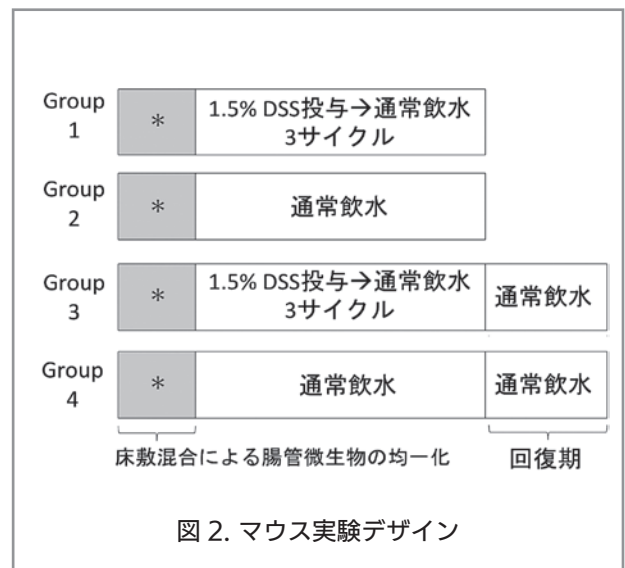 Group
1
*
1.5% DSS投与→通常飲水
3サイクル
Group
2
*
通常飲水
Group
3
*
1.5% DSS投与→通常飲水
3サイクル
通常飲水
Group
4
*
通常飲水
通常飲水
床敷混合による腸管微生物の均一化
回復期
図 2. マウス実験デザイン